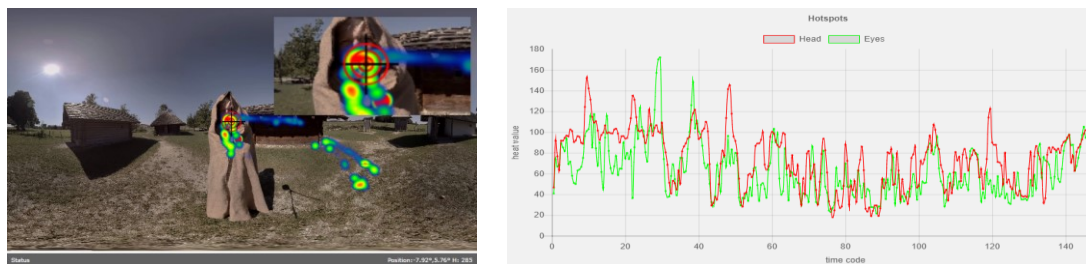 Status
Position:-7.92°,5.76° H: 283
Hotspots
Head Eyes
180
160
140
120
100
80
60
40
20
0
heat value
0 20 40 60 80 100 120 140
time code